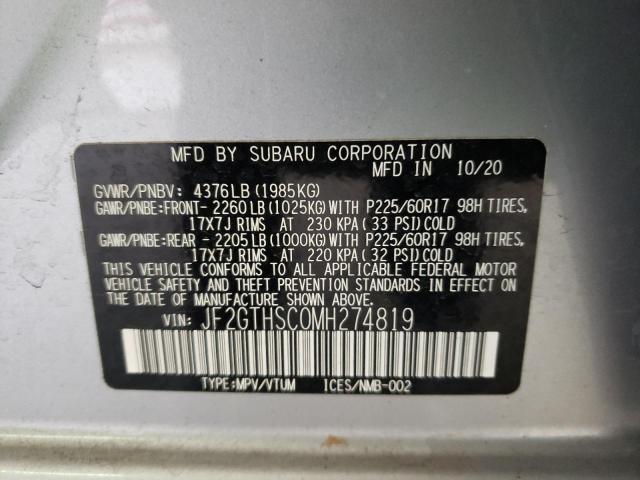 MFD BY SUBARU CORPORATION
MFD IN 10/20
GVWR/PNBV: 4376LB(1985KG)
GAWR/PNBE:FRONT-2260LB(1025KG)WITH P225/60R17 98H TIRES,
17X7J RIMS AT 230 KPA(33 PSI)COLD
GAWR/PNBE:REAR -2205LB(1000KG)WITH P225/60R17 98H TIRES,
17X7J RIMS AT 220 KPA(32 PSI)COLD
THIS VEHICLE CONFORMS TO ALL APPLICABLE FEDERAL MOTOR
VEHICLE SAFETY AND THEFT PREVENTION STANDARDS IN EFFECT ON
THE DATE OF MANUFACTURE SHOWN ABOVE.
VIN: JF2GTHSC0MH274819
TYPE:MPV/VTUM ICES/NMB-002